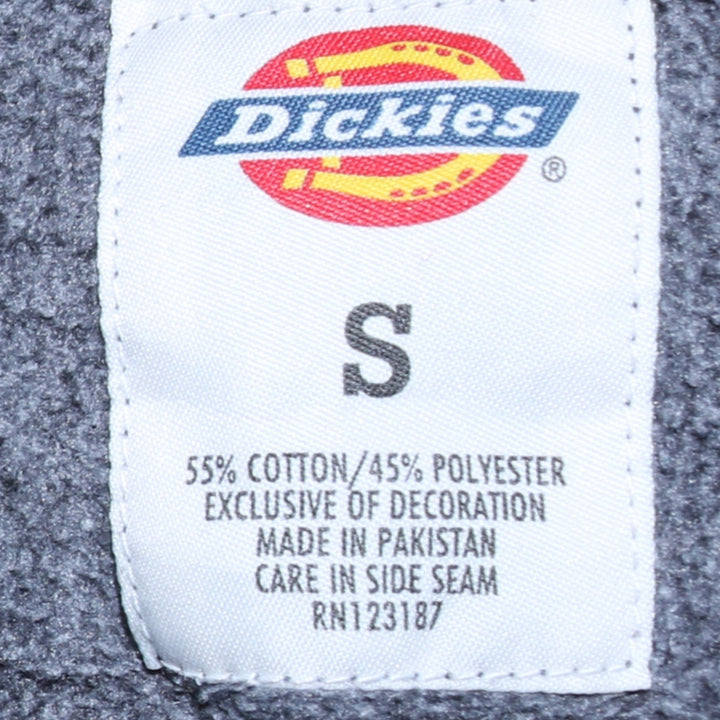 Dickies
®
S
55% COTTON/45% POLYESTER
EXCLUSIVE OF DECORATION
MADE IN PAKISTAN
CARE IN SIDE SEAM
RN123187